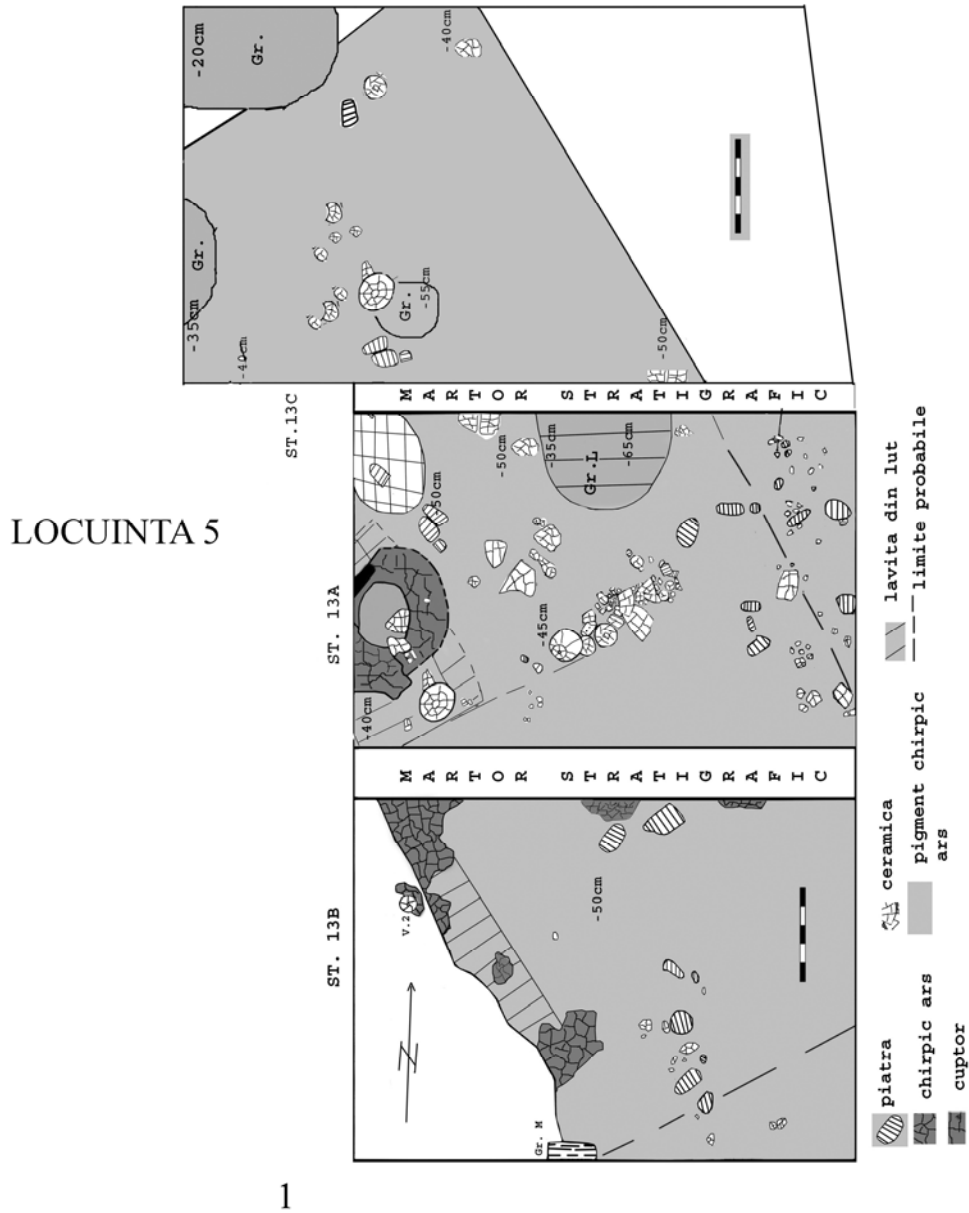 LOCUINTA 5
ST.13C
-20cm
Gr.
-40cm
-35cm
Gr.
-40cm
Gr.
-55cm
-50cm
MARTOR STRATIGRAFIC
ST. 13A
-50cm
-50cm
-35cm
Gr.L
-65cm
-40cm
-45cm
MARTOR STRATIGRAFIC
ST. 13B
V.2
N
-50cm
Gr. M
piatra
chirpic ars
cuptor
ceramica
pigment chirpic
ars
lavita din lut
limite probabile
1